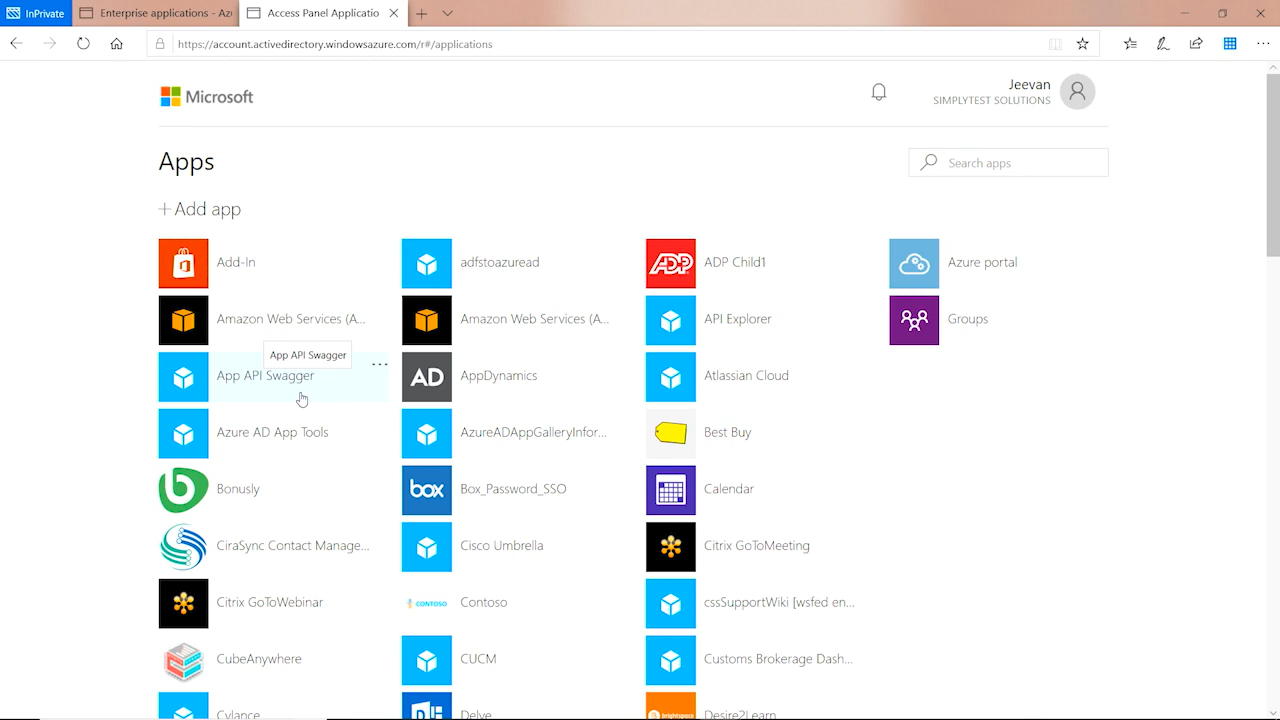 InPrivate
Enterprise applications - Az
Access Panel Applicatio
https://account.activedirectory.windowsazure.com/r#/applications
Microsoft
Jeevan
SIMPLYTEST SOLUTIONS
Apps
Search apps
+ Add app
Add-In
adfstoazuread
ADP
ADP Child1
Azure portal
Amazon Web Services (A...
Amazon Web Services (A...
API Explorer
Groups
App API Swagger
App API Swagger
AD
AppDynamics
Atlassian Cloud
Azure AD App Tools
AzureADAppGalleryInfor...
Best Buy
b
Bonusly
box
Box_Password_SSO
Calendar
CiraSync Contact Manage...
Cisco Umbrella
Citrix GoToMeeting
Citrix GoToWebinar
CONTOSO
Contoso
cssSupportWiki [wsfed en...
CubeAnywhere
CUCM
Customs Brokerage Dash...
Cylance
Delve
brightspace
Desire2Learn